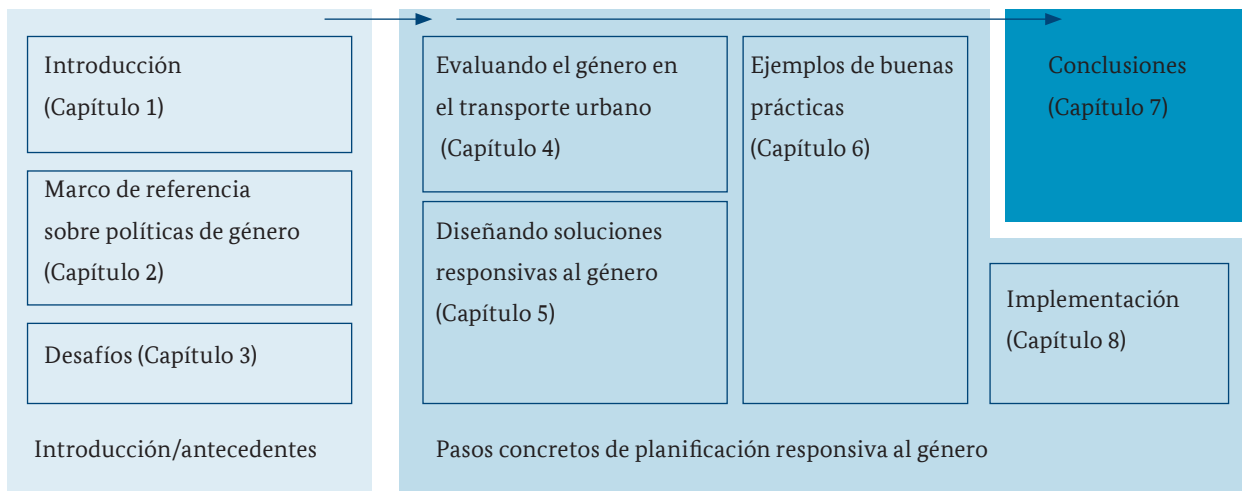 Introducción
(Capítulo 1)
Marco de referencia
sobre políticas de género
(Capítulo 2)
Desafíos (Capítulo 3)
Introducción/antecedentes
Evaluando el género en
el transporte urbano
(Capítulo 4)
Diseñando soluciones
responsivas al género
(Capítulo 5)
Ejemplos de buenas
prácticas
(Capítulo 6)
Implementación
(Capítulo 8)
Pasos concretos de planificación responsiva al género
Conclusiones
(Capítulo 7)